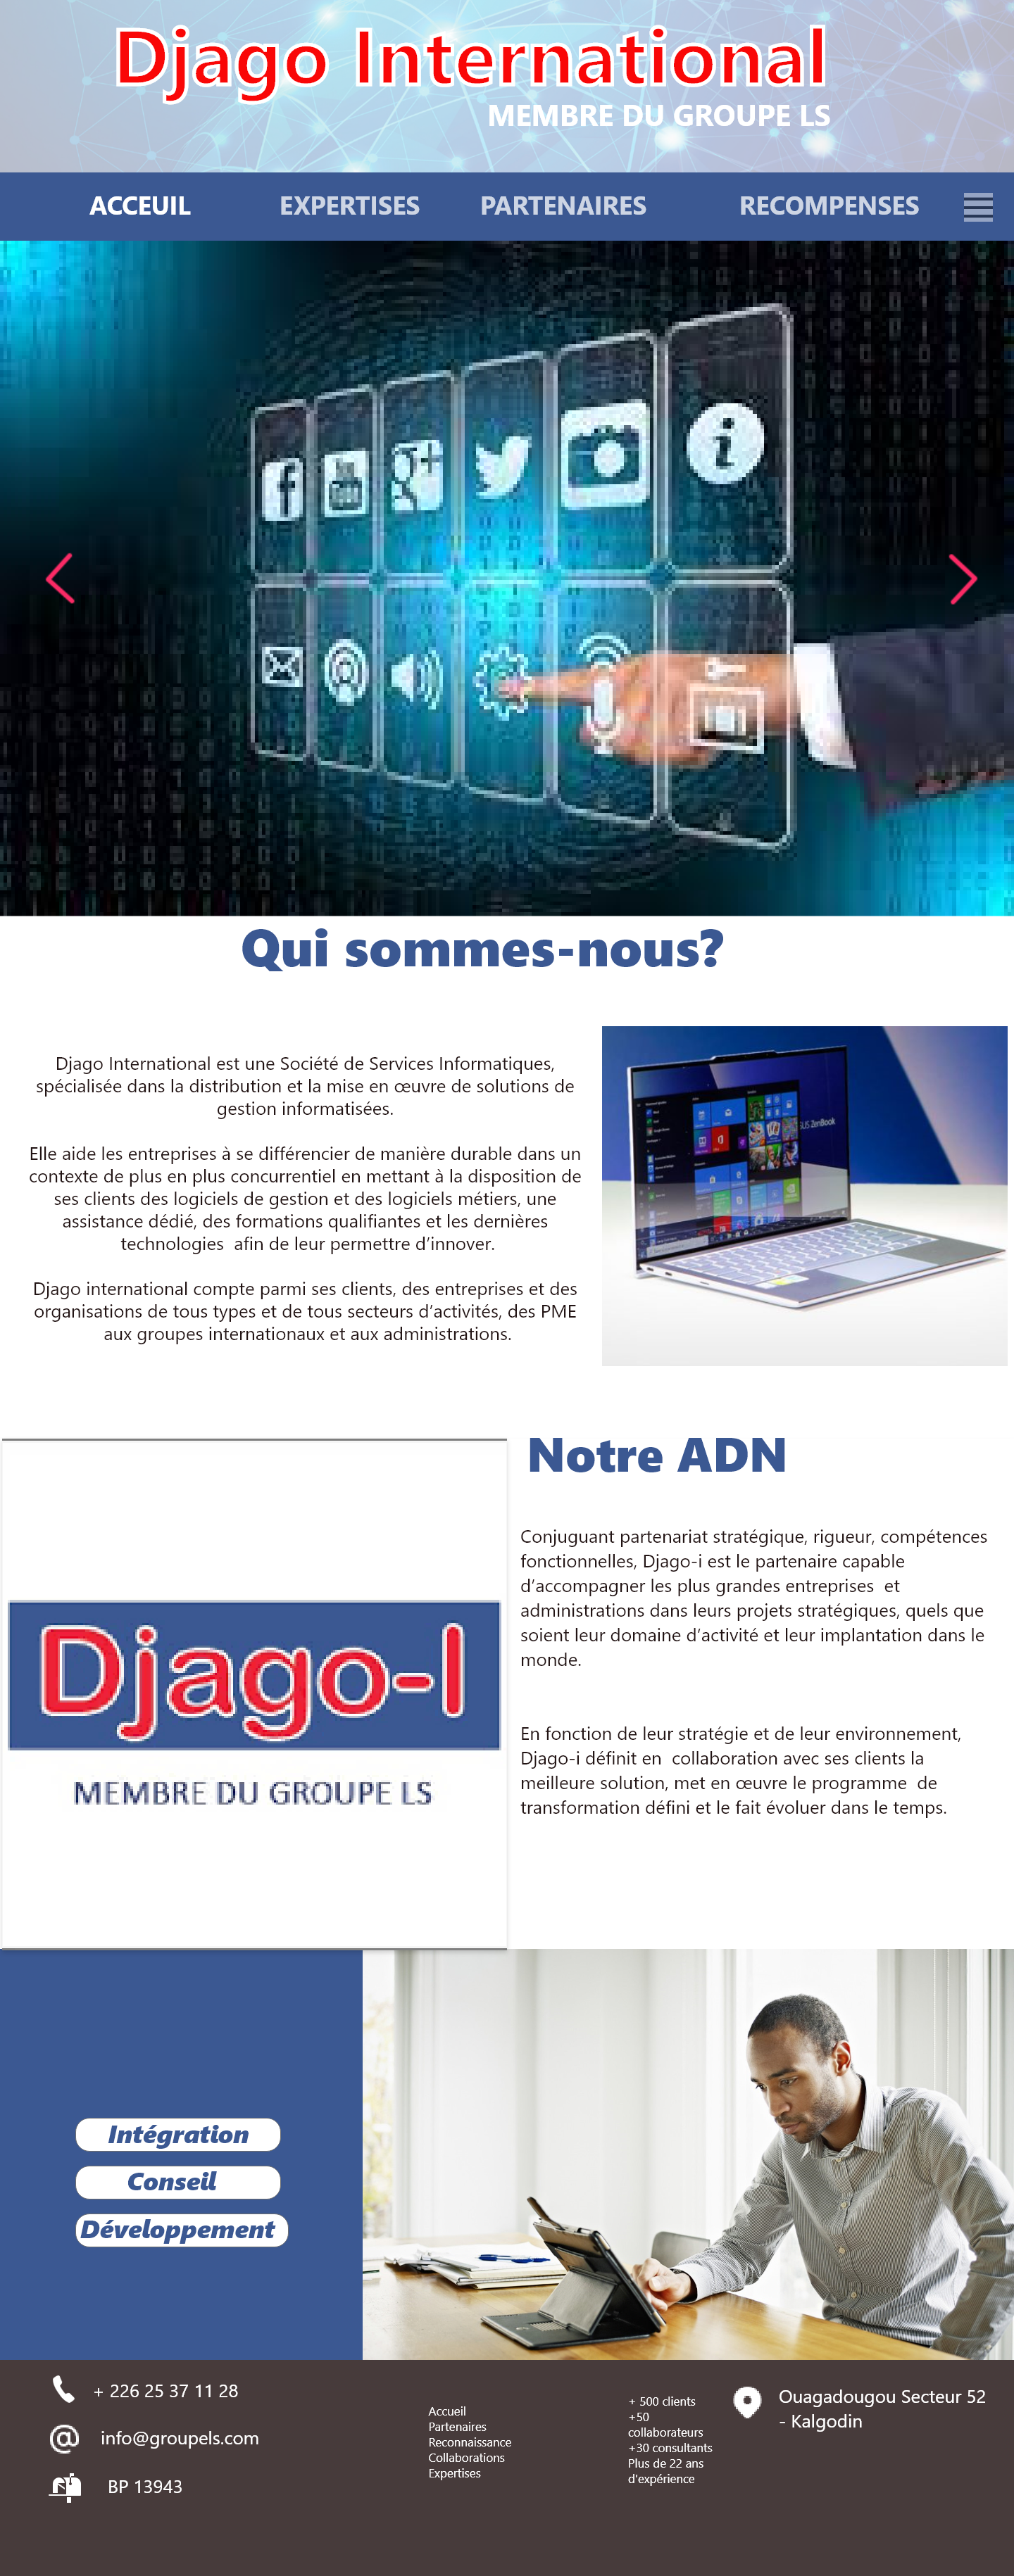 Djago International
MEMBRE DU GROUPE LS
ACCEUIL EXPERTISES PARTENAIRES RECOMPENSES
Qui sommes-nous?
Djago International est une Société de Services Informatiques,
spécialisée dans la distribution et la mise en œuvre de solutions de
gestion informatisées.
Elle aide les entreprises à se différencier de manière durable dans un
contexte de plus en plus concurrentiel en mettant à la disposition de
ses clients des logiciels de gestion et des logiciels métiers, une
assistance dédié, des formations qualifiantes et les dernières
technologies  afin de leur permettre d’innover.
Djago international compte parmi ses clients, des entreprises et des
organisations de tous types et de tous secteurs d’activités, des PME
aux groupes internationaux et aux administrations.
Notre ADN
Conjuguant partenariat stratégique, rigueur, compétences
fonctionnelles, Djago-i est le partenaire capable
d’accompagner les plus grandes entreprises  et
administrations dans leurs projets stratégiques, quels que
soient leur domaine d’activité et leur implantation dans le
monde.
En fonction de leur stratégie et de leur environnement,
Djago-i définit en  collaboration avec ses clients la
meilleure solution, met en œuvre le programme  de
transformation défini et le fait évoluer dans le temps.
Djago-I
MEMBRE DU GROUPE LS
Intégration
Conseil
Développement
+ 226 25 37 11 28
info@groupels.com
BP 13943
Accueil
Partenaires
Reconnaissance
Collaborations
Expertises
+ 500 clients
+50
collaborateurs
+30 consultants
Plus de 22 ans
d'expérience
Ouagadougou Secteur 52
- Kalgodin